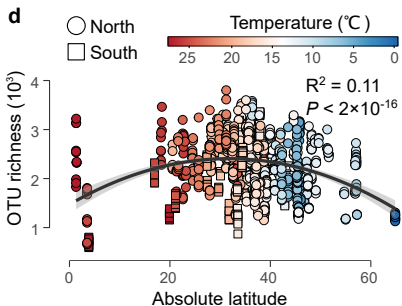 d
North
South
Temperature (℃)
25 20 15 10 5 0
R² = 0.11
P < 2×10⁻¹⁶
OTU richness (10³)
4
3
2
1
0 20 40 60
Absolute latitude